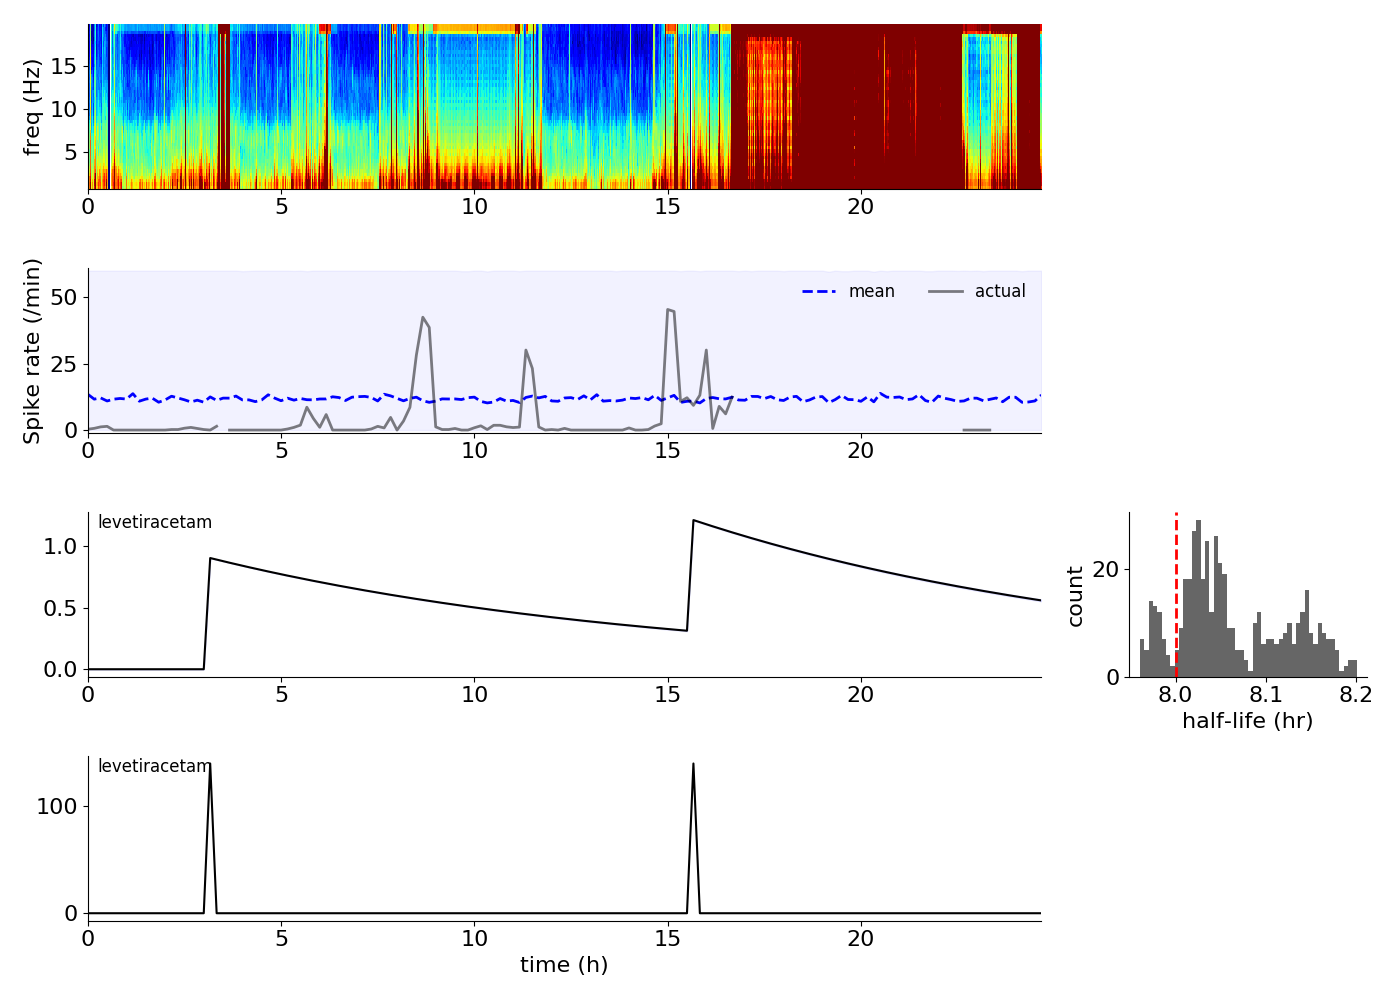 freq (Hz)
15
10
5
0 5 10 15 20
Spike rate (/min)
50
25
0
mean actual
0 5 10 15 20
levetiracetam
1.0
0.5
0.0
0 5 10 15 20
count
20
0
8.0 8.1 8.2
half-life (hr)
levetiracetam
100
0
0 5 10 15 20
time (h)